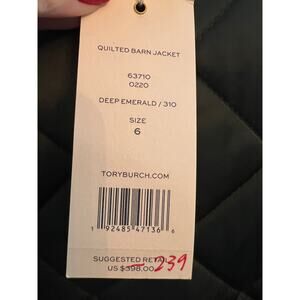 QUILTED BARN JACKET
63710
0220
DEEP EMERALD / 310
SIZE
6
TORYBURCH.COM
1 92485 47136 6
SUGGESTED RETAIL
US $398.00 239